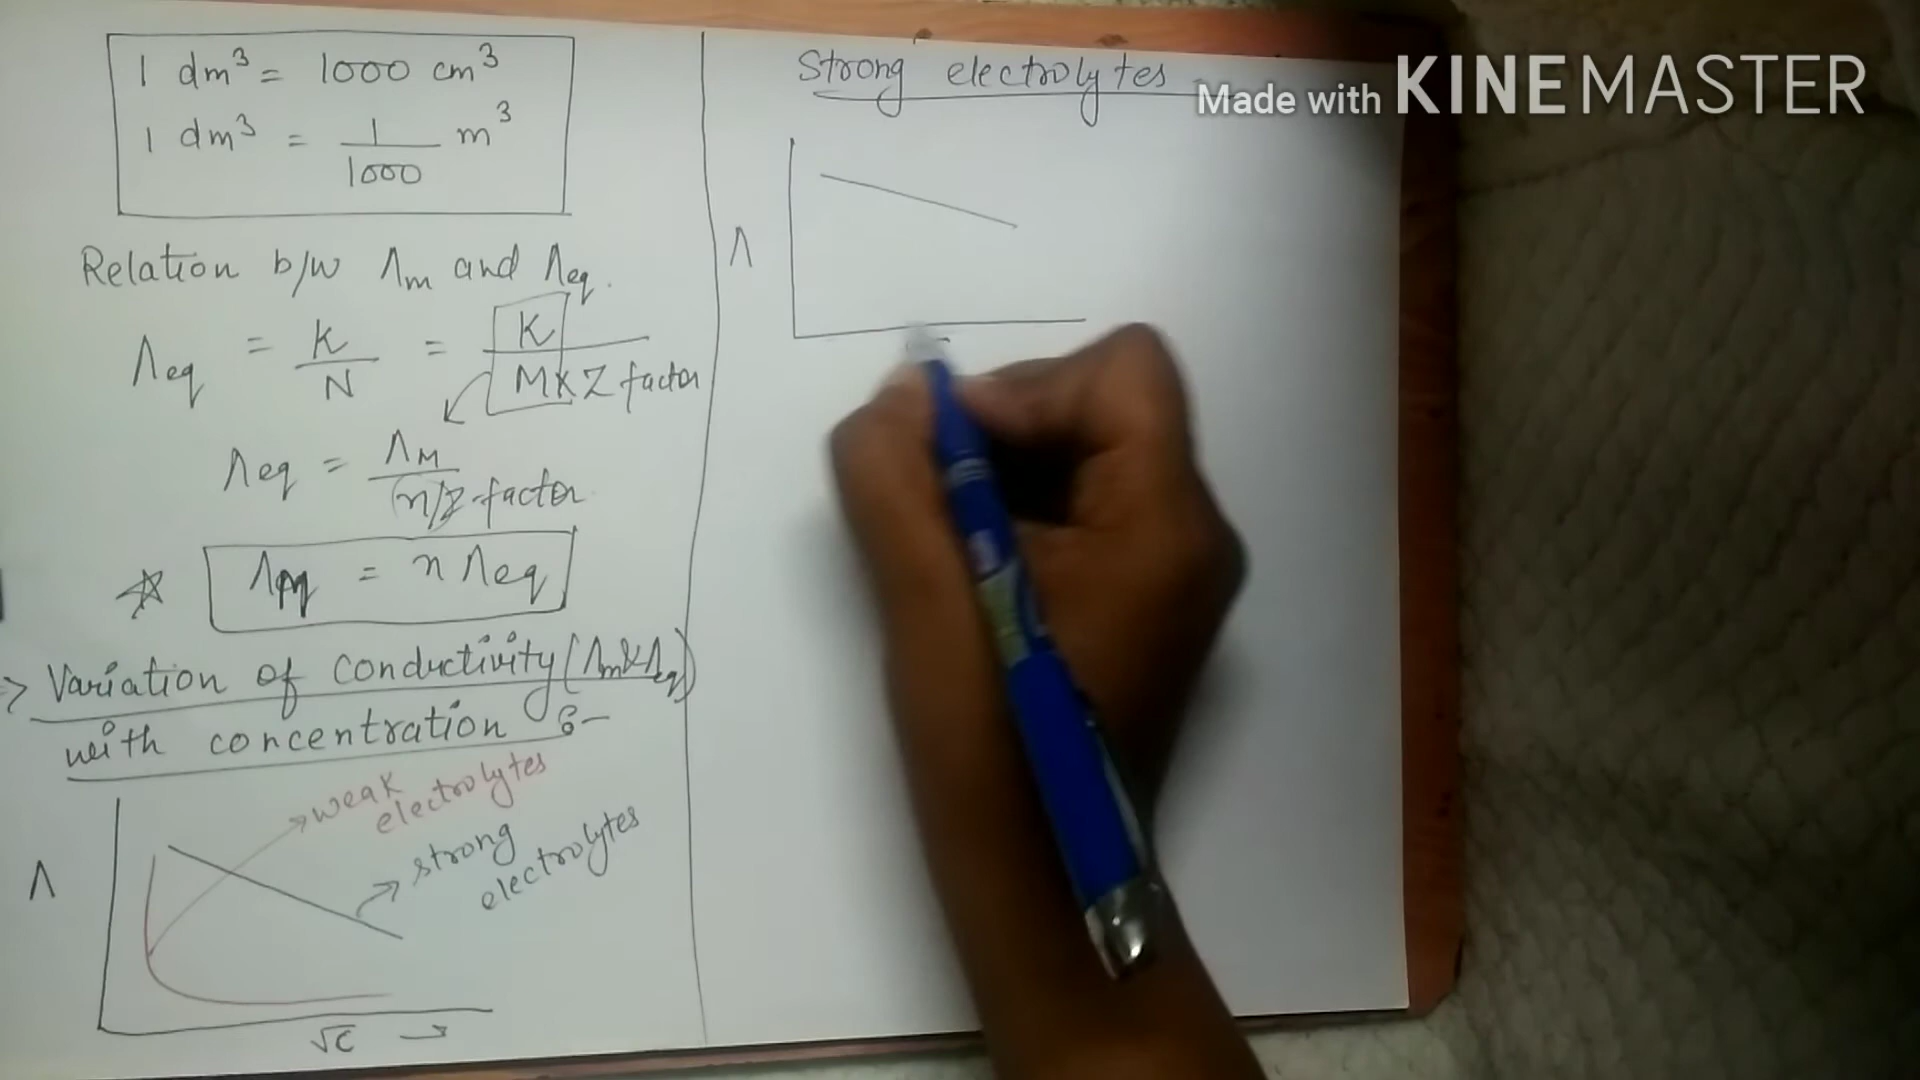 1 dm³ = 1000 cm³
1 dm³ = 1/1000 m³
Relation b/w Λm and Λeq.
Λeq = K/N = K/M×Z factor
Λeq = ΛM/(n/z-factor
Λm = n Λeq
=> Variation of conductivity (Λm & Λeq)
with concentration :-
weak
electrolytes
strong
electrolytes
Λ
√c →
Strong electrolytes -
Λ
Made with KINEMASTER